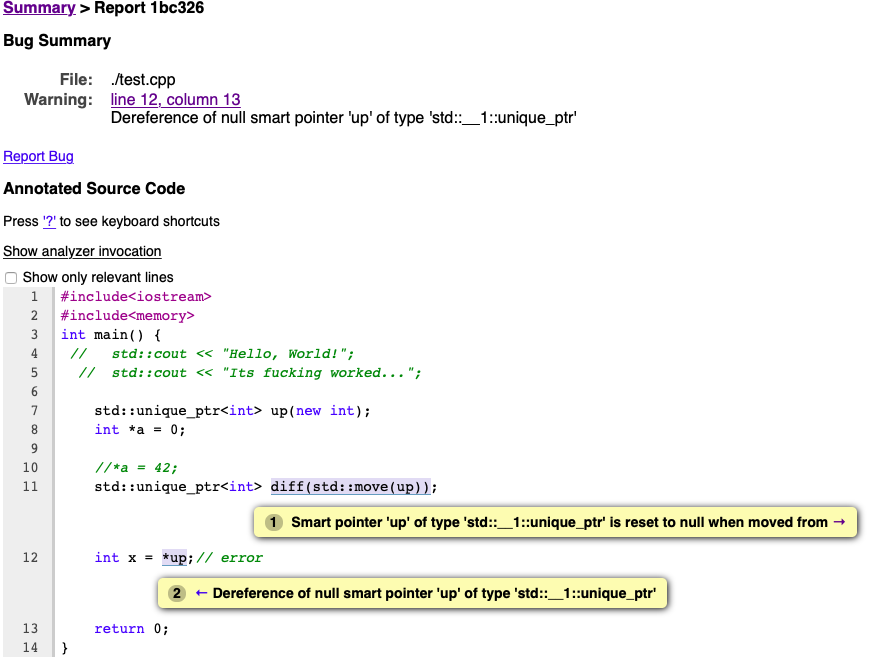 Summary > Report 1bc326
Bug Summary
File: ./test.cpp
Warning: line 12, column 13
Dereference of null smart pointer 'up' of type 'std::__1::unique_ptr'
Report Bug
Annotated Source Code
Press '?' to see keyboard shortcuts
Show analyzer invocation
Show only relevant lines
1 #include<iostream>
2 #include<memory>
3 int main() {
4 //   std::cout << "Hello, World!";
5 //  std::cout << "Its fucking worked...";
6
7 std::unique_ptr<int> up(new int);
8 int *a = 0;
9
10 //*a = 42;
11 std::unique_ptr<int> diff(std::move(up));
1 Smart pointer 'up' of type 'std::__1::unique_ptr' is reset to null when moved from →
12 int x = *up;// error
2 ← Dereference of null smart pointer 'up' of type 'std::__1::unique_ptr'
13 return 0;
14 }